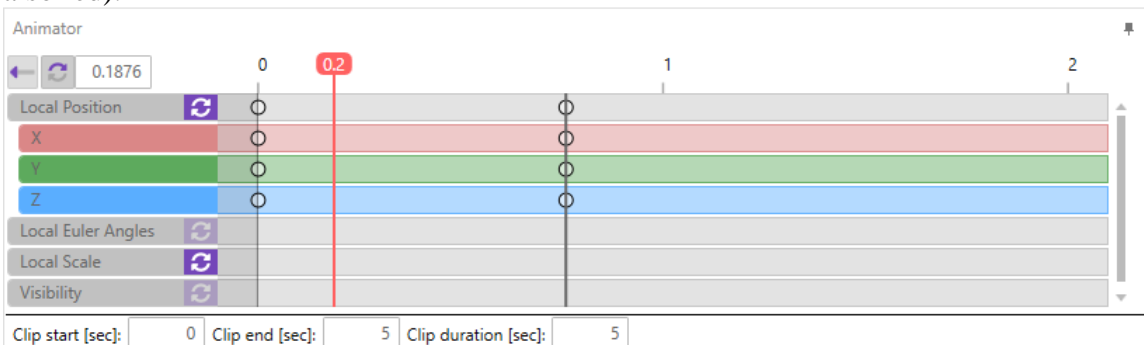 Animator
0.1876 0 0.2 1 2
Local Position
X
Y
Z
Local Euler Angles
Local Scale
Visibility
Clip start [sec]: 0 Clip end [sec]: 5 Clip duration [sec]: 5